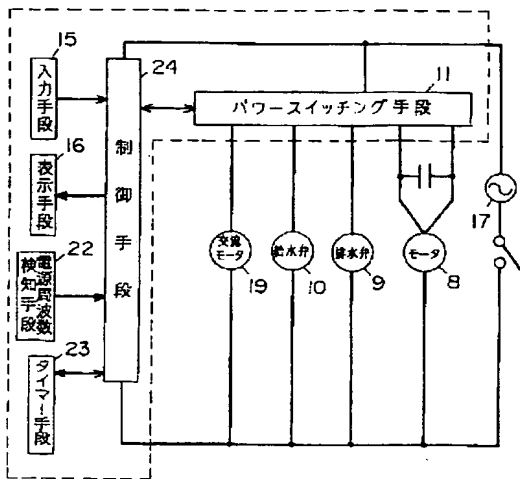 15
入力手段
16
表示手段
22
電源周波数
検知手段
23
タイマー手段
24
制御手段
11
パワースイッチング手段
交流
モータ
19
給水弁
10
排水弁
9
モータ
8
17